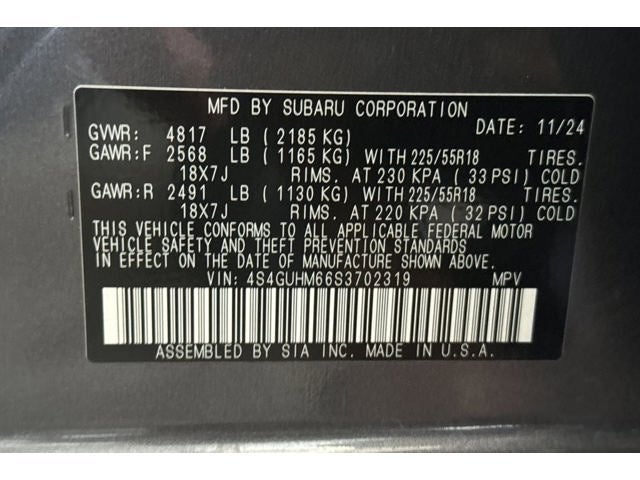 MFD BY SUBARU CORPORATION
DATE: 11/24
GVWR: 4817 LB (2185 KG)
GAWR:F 2568 LB (1165 KG) WITH 225/55R18 TIRES.
18X7J RIMS. AT 230 KPA (33 PSI) COLD
GAWR:R 2491 LB (1130 KG) WITH 225/55R18 TIRES.
18X7J RIMS. AT 220 KPA (32 PSI) COLD
THIS VEHICLE CONFORMS TO ALL APPLICABLE FEDERAL MOTOR
VEHICLE SAFETY AND THEFT PREVENTION STANDARDS
IN EFFECT ON THE DATE OF MANUFACTURE SHOWN ABOVE.
VIN: 4S4GUHM66S3702319 MPV
ASSEMBLED BY SIA INC. MADE IN U.S.A.